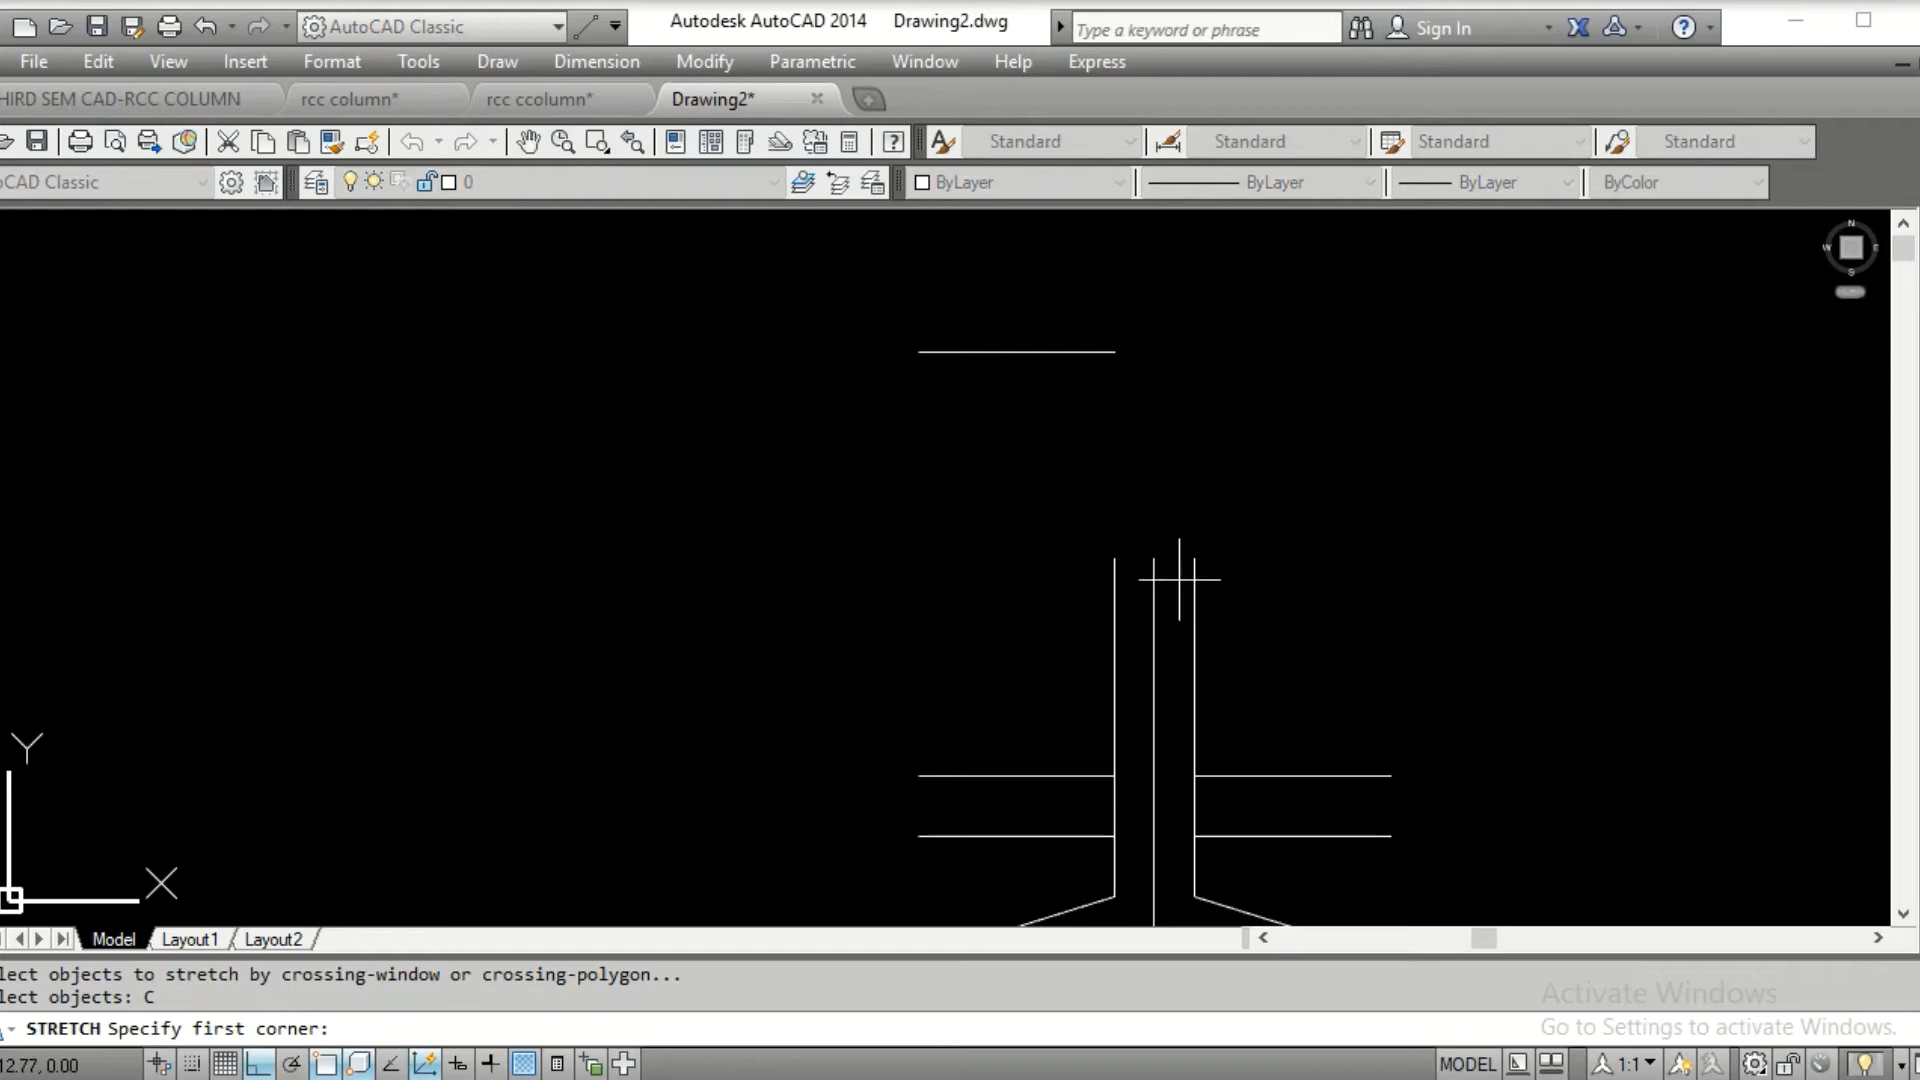 AutoCAD Classic
Autodesk AutoCAD 2014 Drawing2.dwg
Type a keyword or phrase
Sign In
File Edit View Insert Format Tools Draw Dimension Modify Parametric Window Help Express
HIRD SEM CAD-RCC COLUMN
rcc column*
rcc ccolumn*
Drawing2*
Standard
Standard
Standard
Standard
oCAD Classic
0
ByLayer
ByLayer
ByLayer
ByColor
N
W
E
S
Y
X
Model Layout1 Layout2
lect objects to stretch by crossing-window or crossing-polygon...
lect objects: C
STRETCH Specify first corner:
Activate Windows
Go to Settings to activate Windows.
12.77, 0.00
MODEL
1:1